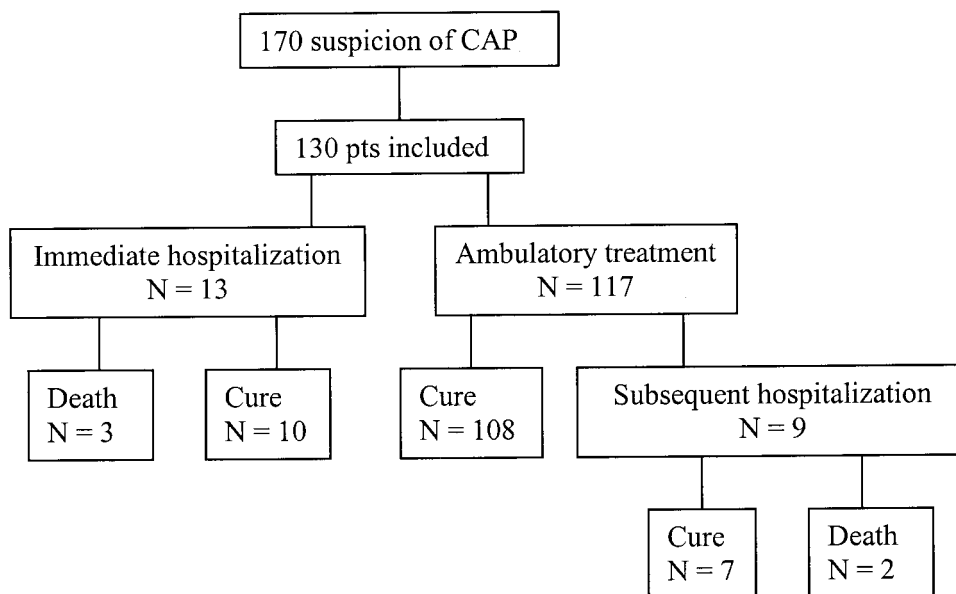 170 suspicion of CAP
130 pts included
Immediate hospitalization
N = 13
Ambulatory treatment
N = 117
Death
N = 3
Cure
N = 10
Cure
N = 108
Subsequent hospitalization
N = 9
Cure
N = 7
Death
N = 2